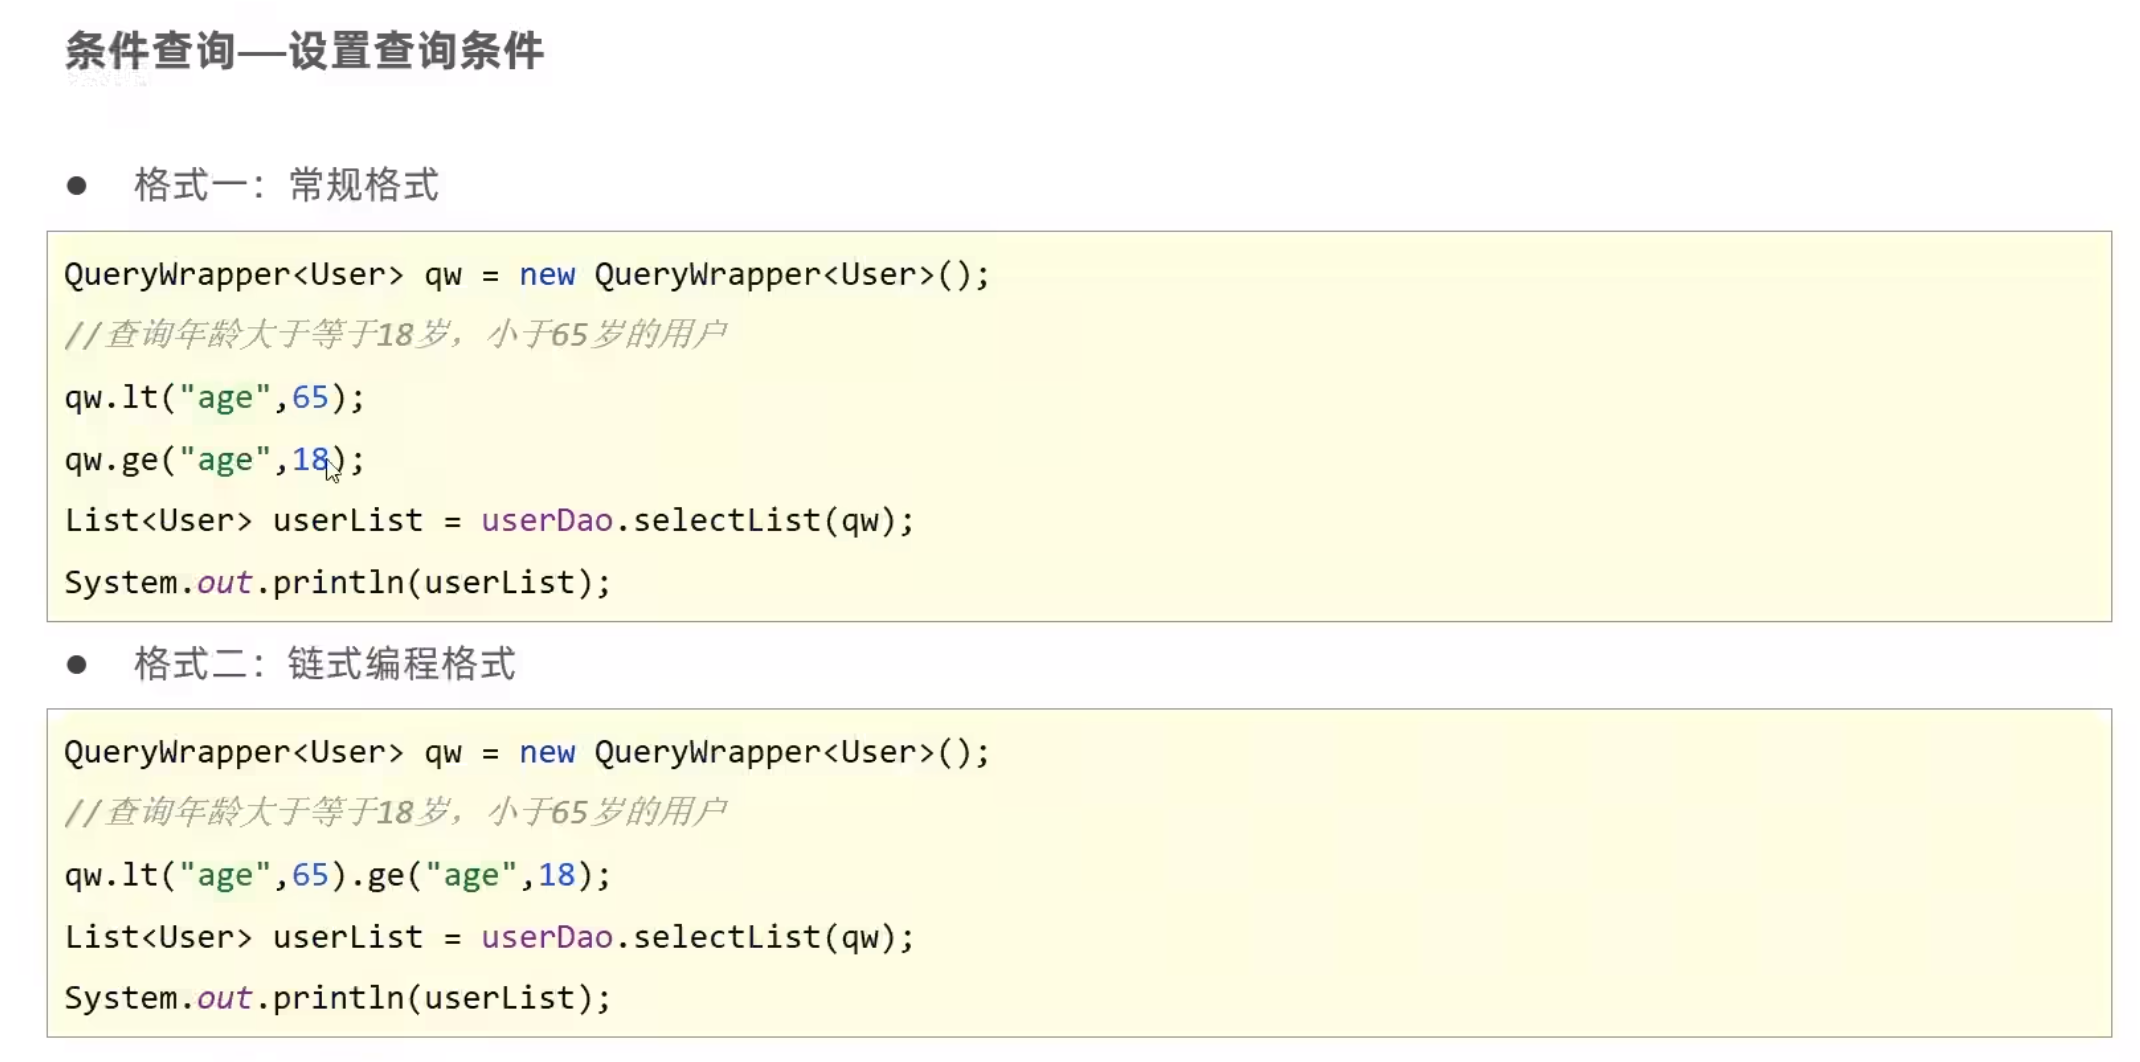 条件查询——设置查询条件
● 格式一：常规格式
QueryWrapper<User> qw = new QueryWrapper<User>();
//查询年龄大于等于18岁，小于65岁的用户
qw.lt("age",65);
qw.ge("age",18);
List<User> userList = userDao.selectList(qw);
System.out.println(userList);
● 格式二：链式编程格式
QueryWrapper<User> qw = new QueryWrapper<User>();
//查询年龄大于等于18岁，小于65岁的用户
qw.lt("age",65).ge("age",18);
List<User> userList = userDao.selectList(qw);
System.out.println(userList);